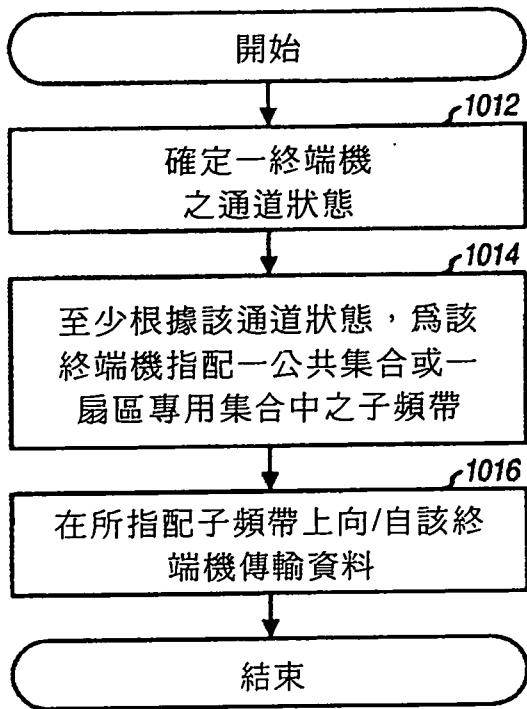 開始
1012
確定一終端機
之通道狀態
1014
至少根據該通道狀態，爲該
終端機指配一公共集合或一
扇區專用集合中之子頻帶
1016
在所指配子頻帶上向/自該終
端機傳輸資料
結束